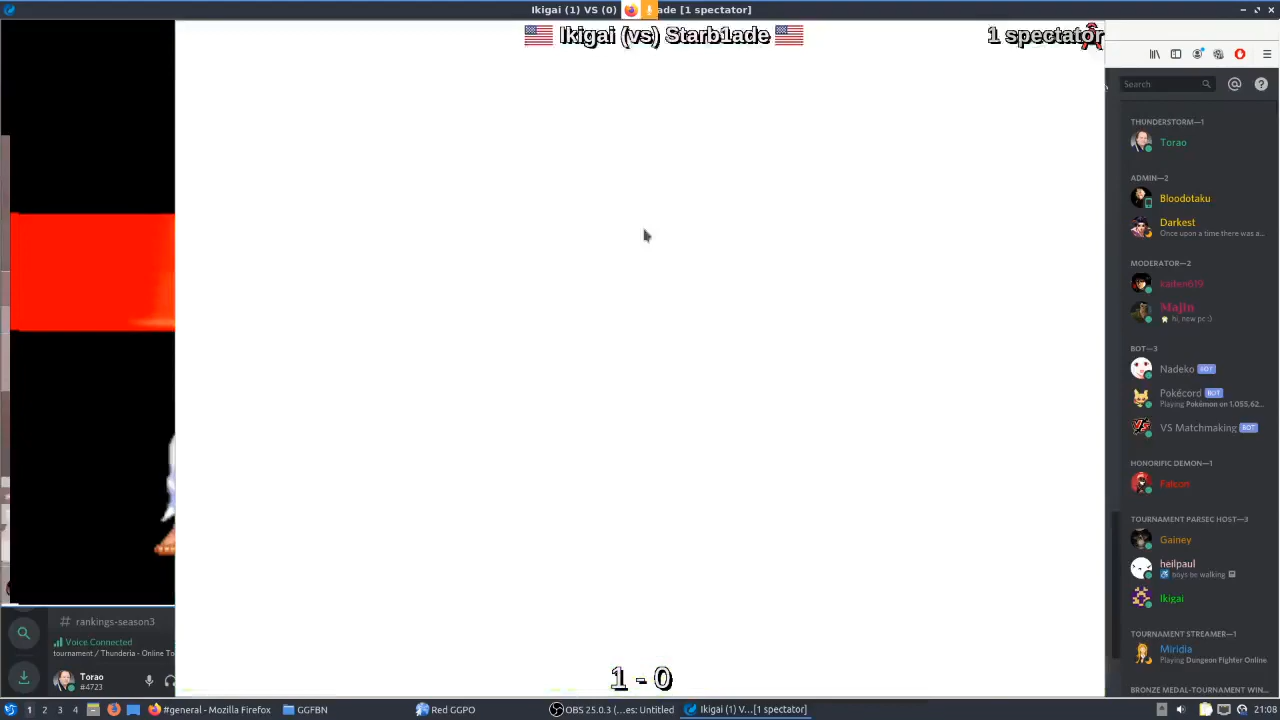 Ikigai (1) VS (0)
ade [1 spectator]
Ikigai (vs) Starb1ade
1 spectator
Search
THUNDERSTORM—1
Torao
ADMIN—2
Bloodotaku
Darkest
Once upon a time there was a...
MODERATOR—2
kaden619
Majin
hi, new pc :)
BOT—3
Nadeko BOT
Pokécord BOT
Playing Pokémon on 1,055,62...
VS Matchmaking BOT
HONORIFIC DEMON—1
Falcon
TOURNAMENT PARSEC HOST—3
Gainey
heilpaul
boys be walking
Ikigai
TOURNAMENT STREAMER—1
Miridia
Playing Dungeon Fighter Online
BRONZE MEDAL-TOURNAMENT WIN...
# rankings-season3
Voice Connected
tournament / Thunderia - Online To
Torao
#4723
1 - 0
1 2 3 4
#general - Mozilla Firefox
GGFBN
Red GGPO
OBS 25.0.3 (...es: Untitled
Ikigai (1) V...[1 spectator]
21:08